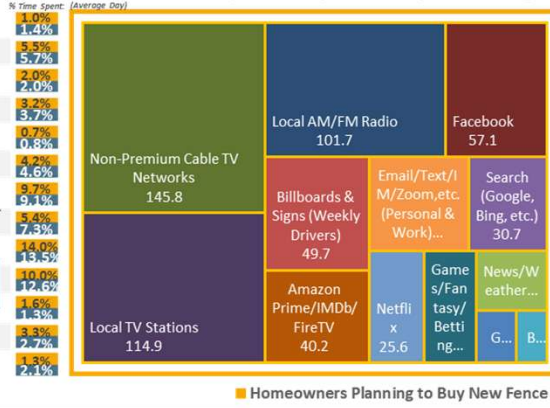 % Time Spent: (Average Day)
1.0%
1.4%
5.5%
5.7%
2.0%
2.0%
3.2%
3.7%
0.7%
0.8%
4.2%
4.6%
9.7%
9.1%
5.4%
7.3%
14.0%
13.5%
10.0%
12.6%
1.6%
1.3%
3.3%
2.7%
1.3%
2.1%
Non-Premium Cable TV
Networks
145.8
Local TV Stations
114.9
Local AM/FM Radio
101.7
Facebook
57.1
Billboards &
Signs (Weekly
Drivers)
49.7
Email/Text/I
M/Zoom,etc.
(Personal &
Work)...
Search
(Google,
Bing, etc.)
30.7
Amazon
Prime/IMDb/
FireTV
40.2
Netfli
x
25.6
Game
s/Fan
tasy/
Betti
ng...
News/W
eather...
G...
B...
Homeowners Planning to Buy New Fence